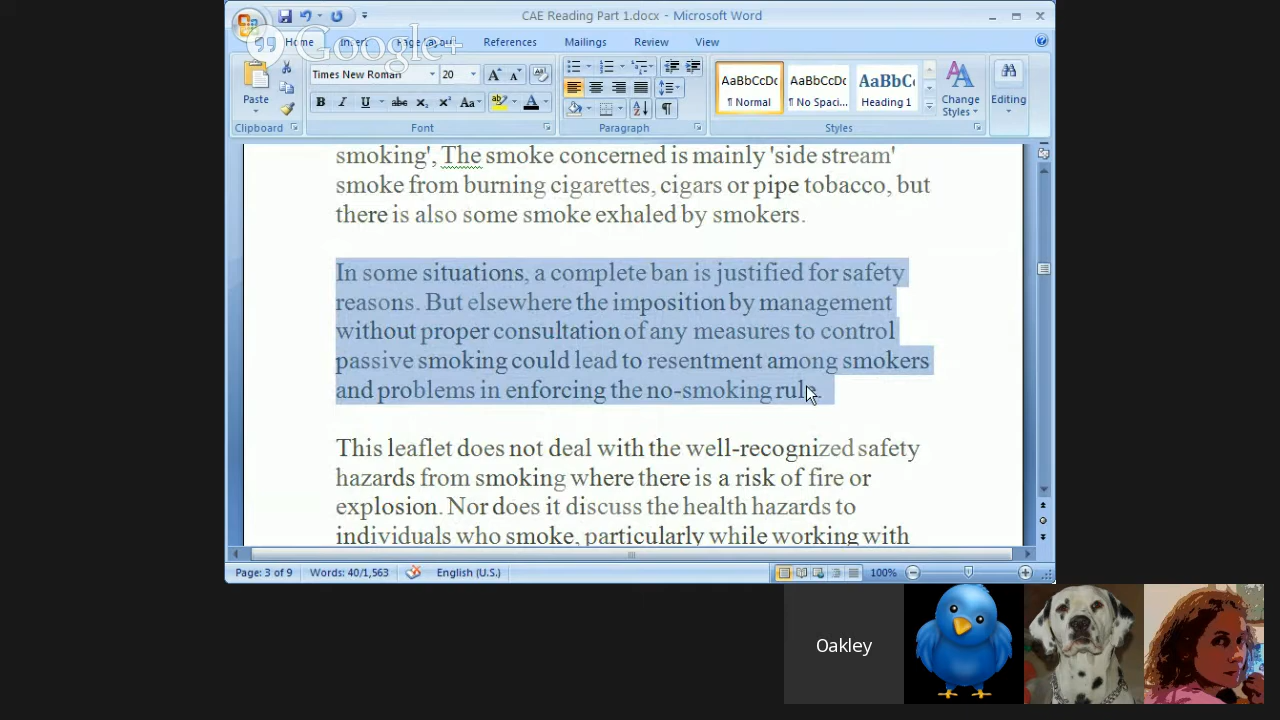 CAE Reading Part 1.docx - Microsoft Word
Google+
Home Insert Page Layout References Mailings Review View
Times New Roman 20
AaBbCcDc AaBbCcDc AaBbCc
Paste ¶ Normal ¶ No Spaci... Heading 1 Change Styles Editing
Clipboard Font Paragraph Styles
smoking', The smoke concerned is mainly 'side stream'
smoke from burning cigarettes, cigars or pipe tobacco, but
there is also some smoke exhaled by smokers.
In some situations, a complete ban is justified for safety
reasons. But elsewhere the imposition by management
without proper consultation of any measures to control
passive smoking could lead to resentment among smokers
and problems in enforcing the no-smoking rule.
This leaflet does not deal with the well-recognized safety
hazards from smoking where there is a risk of fire or
explosion. Nor does it discuss the health hazards to
individuals who smoke, particularly while working with
Page: 3 of 9 Words: 40/1,563 English (U.S.) 100%
Oakley